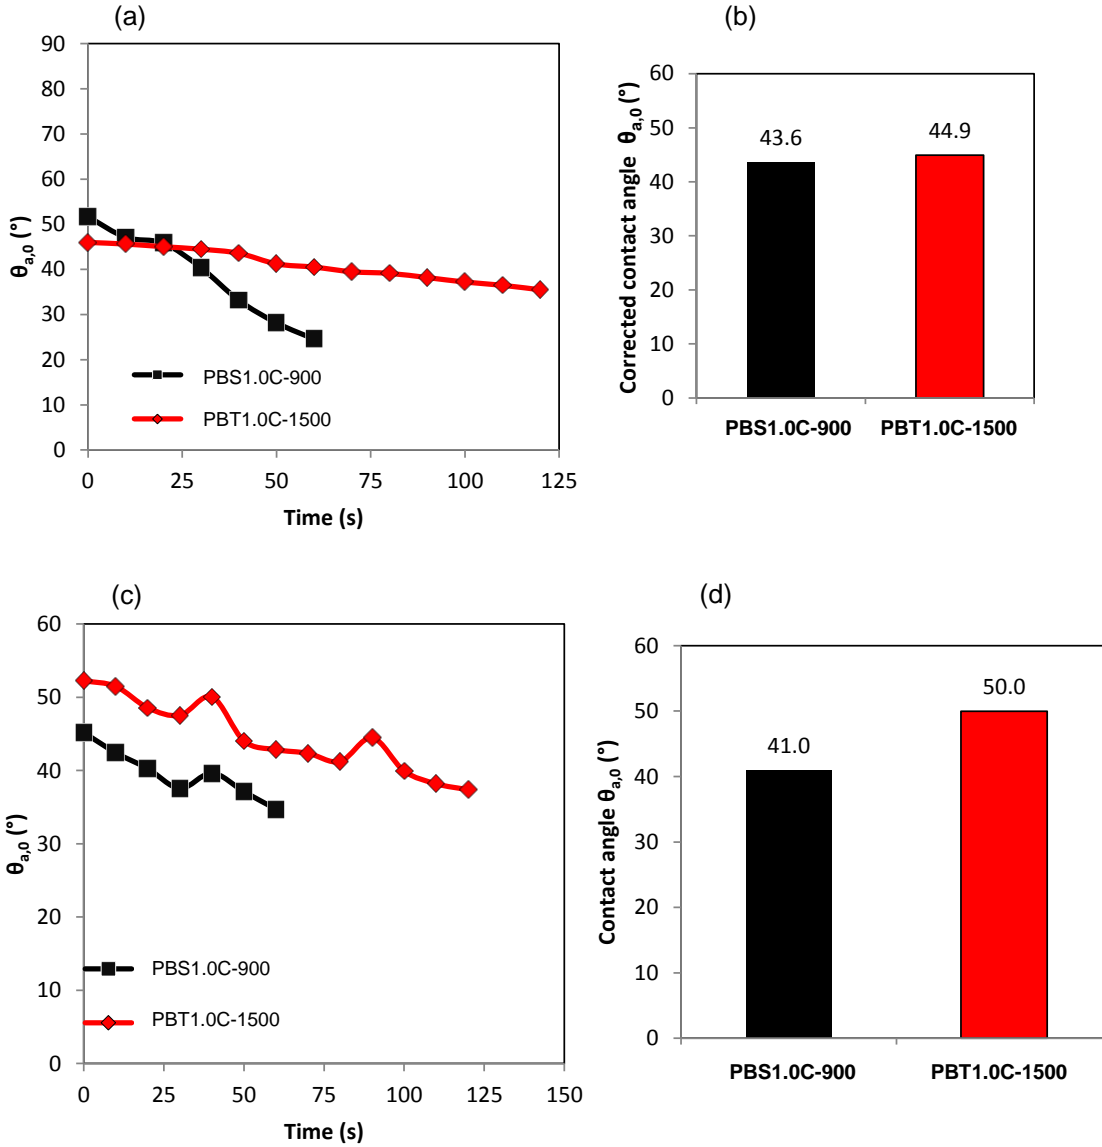 (a)
90
80
70
60
50
40
30
20
10
0
θa,0 (°)
PBS1.0C-900
PBT1.0C-1500
0 25 50 75 100 125
Time (s)
(b)
60
50
40
30
20
10
0
Corrected contact angle θa,0 (°)
43.6
44.9
PBS1.0C-900 PBT1.0C-1500
(c)
60
50
40
30
20
10
0
θa,0 (°)
PBS1.0C-900
PBT1.0C-1500
0 25 50 75 100 125 150
Time (s)
(d)
60
50
40
30
20
10
0
Contact angle θa,0 (°)
41.0
50.0
PBS1.0C-900 PBT1.0C-1500